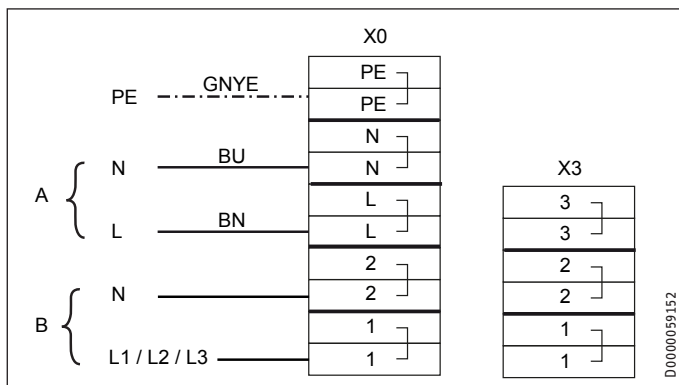 X0
PE
PE GNYE PE
N
N BU N
A
X3
L 3
L BN L 3
2 2
N 2 2
B
1 1
L1 / L2 / L3 1 1
D0000059152